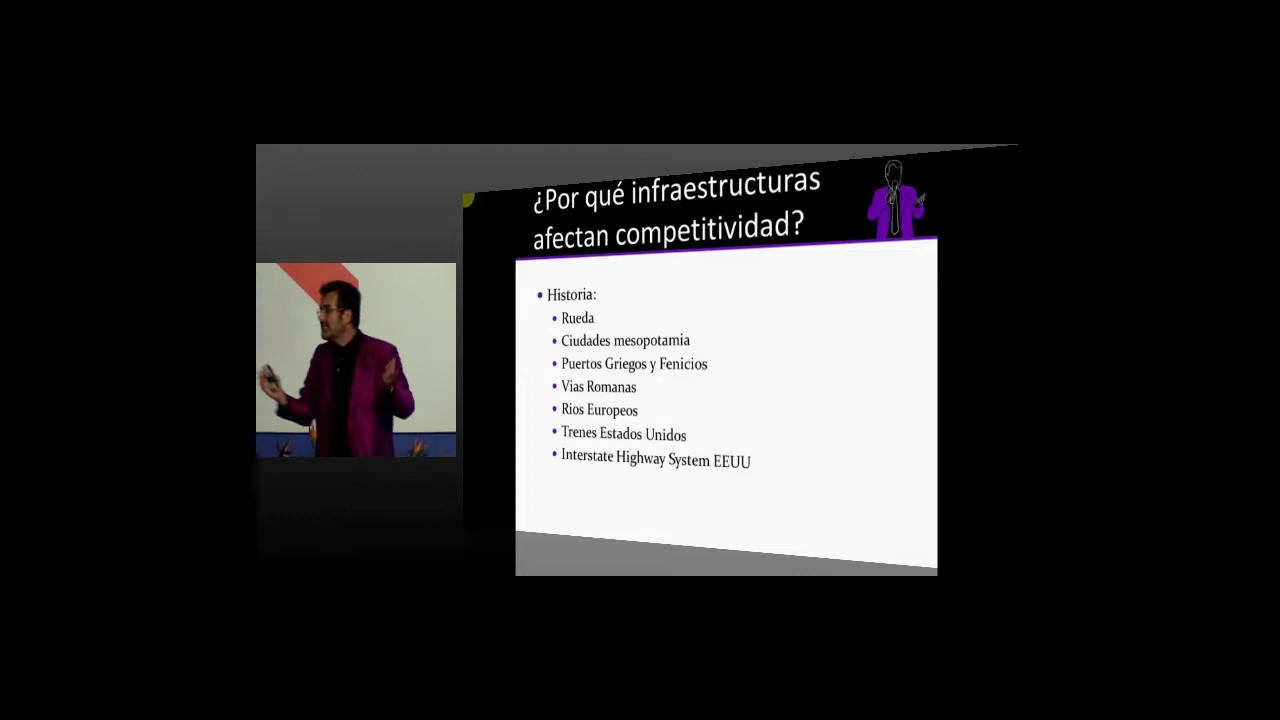 ¿Por qué infraestructuras
afectan competitividad?
• Historia:
• Rueda
• Ciudades mesopotamia
• Puertos Griegos y Fenicios
• Vias Romanas
• Rios Europeos
• Trenes Estados Unidos
• Interstate Highway System EEUU